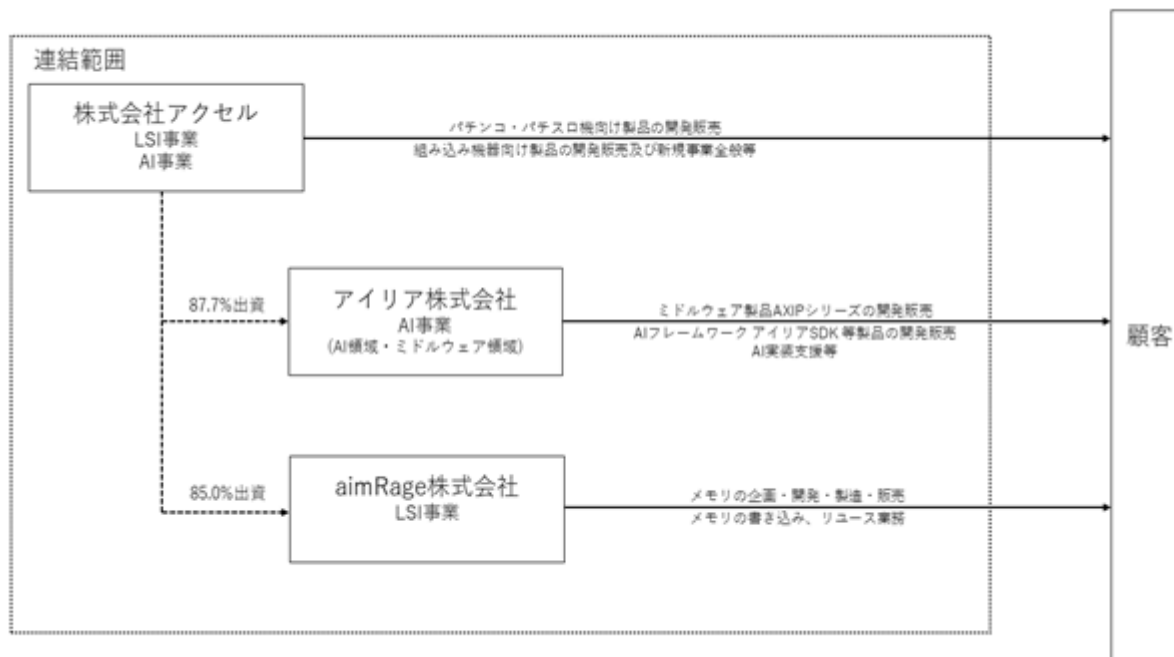 連結範囲
株式会社アクセル
LSI事業
AI事業
パチンコ・パチスロ機向け製品の開発販売
組み込み機器向け製品の開発販売及び新規事業全般等
87.7%出資
アイリア株式会社
AI事業
(AI領域・ミドルウェア領域)
ミドルウェア製品AXIPシリーズの開発販売
AIフレームワーク アイリアSDK 等製品の開発販売
AI実装支援等
顧客
85.0%出資
aimRage株式会社
LSI事業
メモリの企画・開発・製造・販売
メモリの書き込み、リユース業務